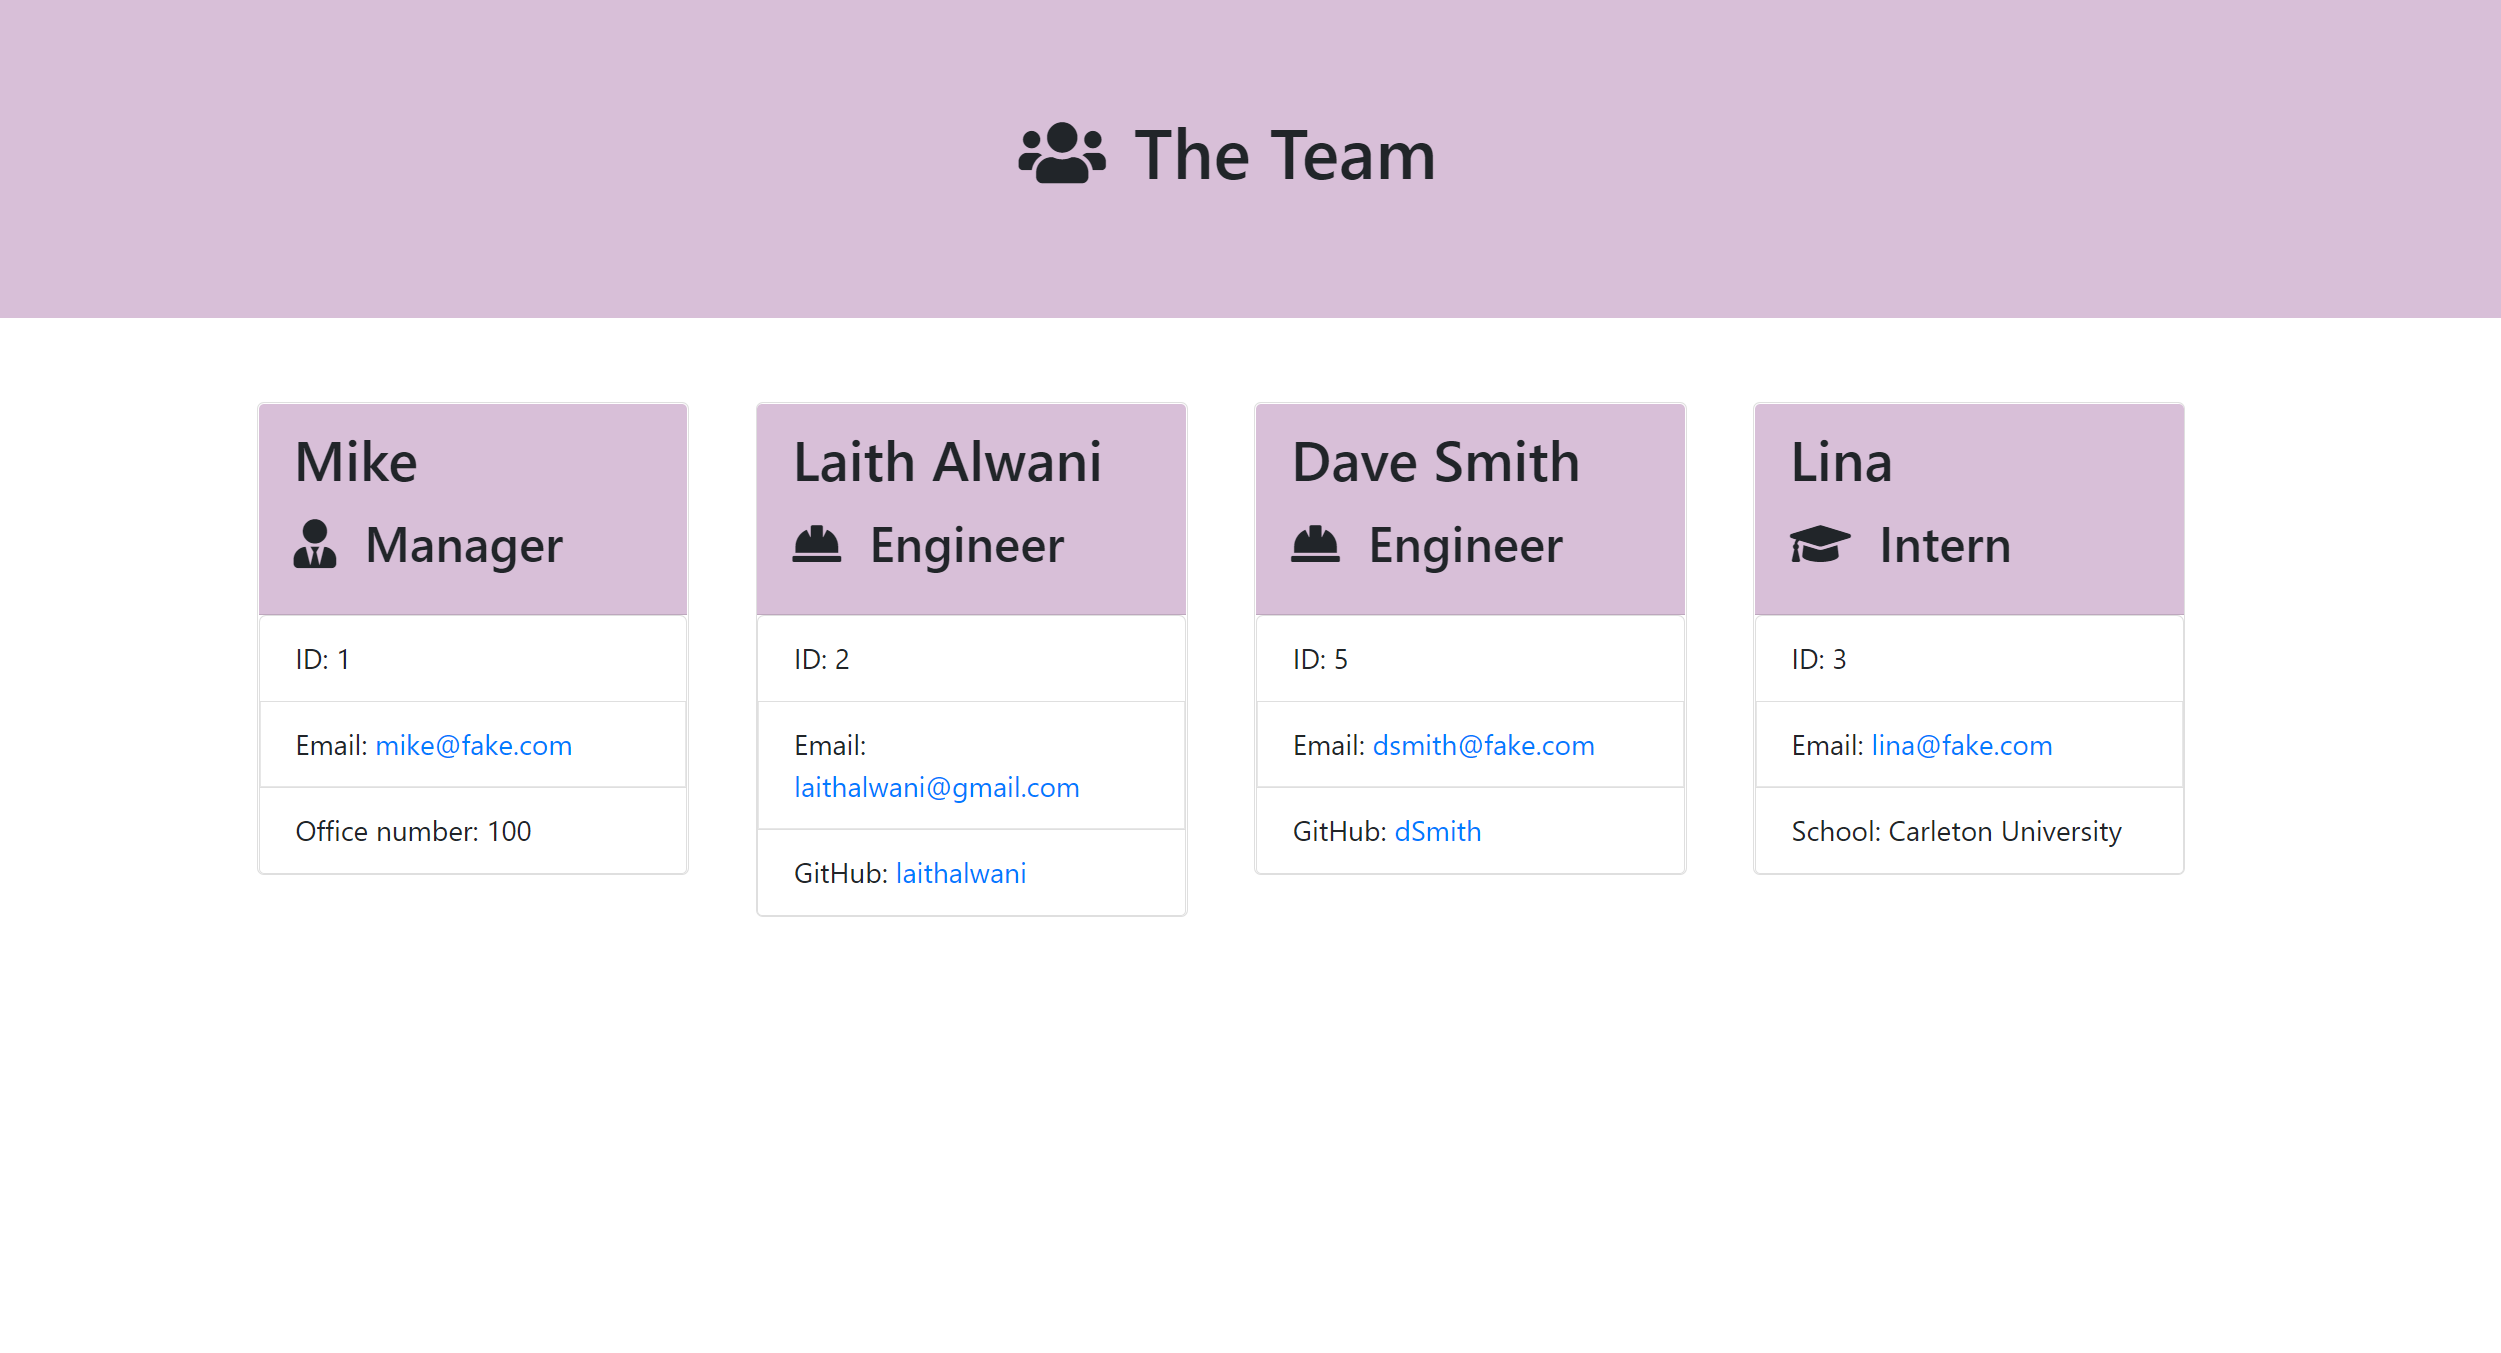 The Team
Mike
Manager
ID: 1
Email: mike@fake.com
Office number: 100
Laith Alwani
Engineer
ID: 2
Email:
laithalwani@gmail.com
GitHub: laithalwani
Dave Smith
Engineer
ID: 5
Email: dsmith@fake.com
GitHub: dSmith
Lina
Intern
ID: 3
Email: lina@fake.com
School: Carleton University